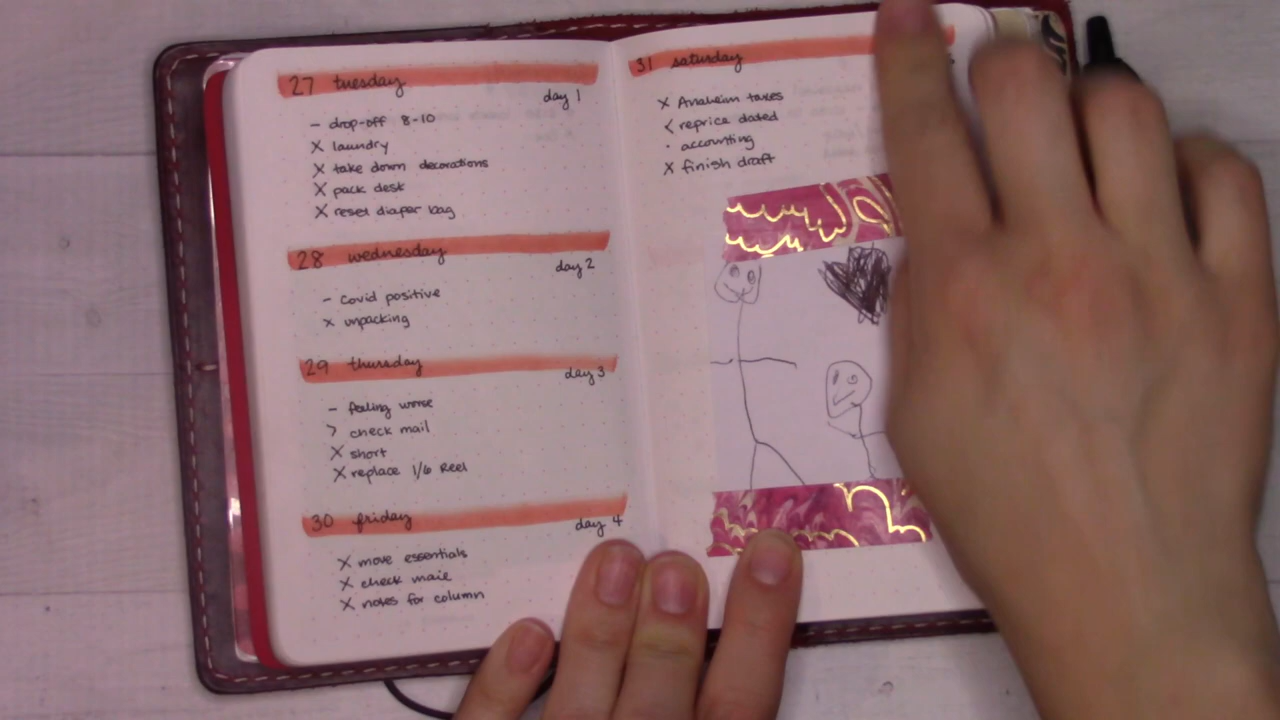 27 tuesday
day 1
- drop-off 8-10
X laundry
X take down decorations
X pack desk
X reset diaper bag
28 wednesday
day 2
- Covid positive
x unpacking
29 thursday
day 3
- feeling worse
> check mail
X short
X replace 1/6 Reel
30 friday
day 4
X move essentials
X check mail
X notes for column
31 saturday
X Anaheim taxes
< reprice dated
· accounting
X finish draft